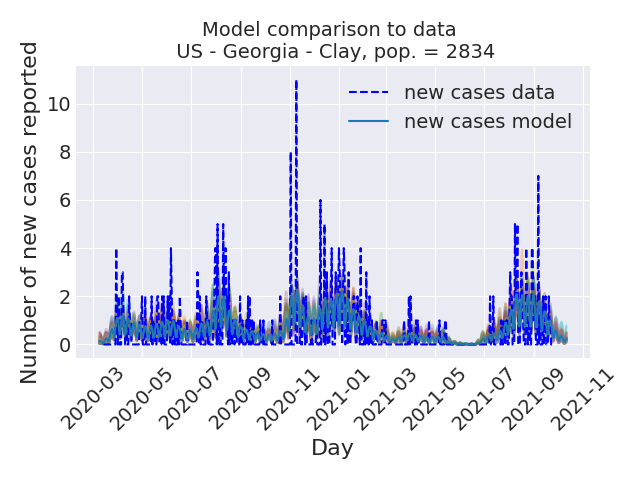 Model comparison to data
US - Georgia - Clay, pop. = 2834
Number of new cases reported
10
8
6
4
2
0
new cases data
new cases model
2020-03
2020-05
2020-07
2020-09
2020-11
2021-01
2021-03
2021-05
2021-07
2021-09
2021-11
Day